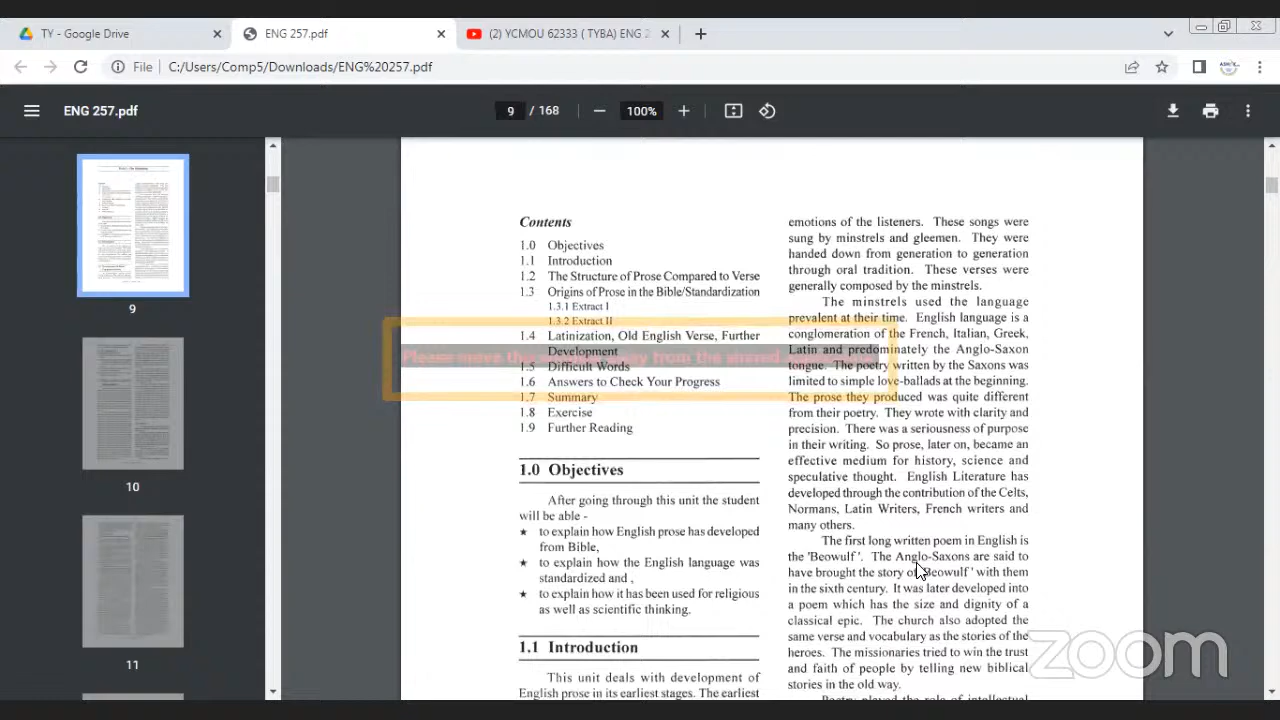 TY - Google Drive
ENG 257.pdf
(2) YCMOU 62333 ( TYBA) ENG 2
File
C:/Users/Comp5/Downloads/ENG%20257.pdf
ENG 257.pdf
9 / 168
100%
9
10
11
Contents
1.0 Objectives
1.1 Introduction
1.2 The Structure of Prose Compared to Verse
1.3 Origins of Prose in the Bible/Standardization
1.3.1 Extract I
1.3.2 Extract II
1.4 Latinization, Old English Verse, Further
Development
1.5 Difficult Words
1.6 Answers to Check Your Progress
1.7 Summary
1.8 Exercise
1.9 Further Reading
Please move this away from the shared
1.0 Objectives
After going through this unit the student
will be able -
★ to explain how English prose has developed
from Bible,
★ to explain how the English language was
standardized and ,
★ to explain how it has been used for religious
as well as scientific thinking.
1.1 Introduction
This unit deals with development of
English prose in its earliest stages. The earliest
emotions of the listeners. These songs were
sung by minstrels and gleemen. They were
handed down from generation to generation
through oral tradition. These verses were
generally composed by the minstrels.
The minstrels used the language
prevalent at their time. English language is a
conglomeration of the French, Italian, Greek,
Latin and predominately the Anglo-Saxon
tongue. The poetry written by the Saxons was
limited to simple love-ballads at the beginning.
The prose they produced was quite different
from their poetry. They wrote with clarity and
precision. There was a seriousness of purpose
in their writing. So prose, later on, became an
effective medium for history, science and
speculative thought. English Literature has
developed through the contribution of the Celts,
Normans, Latin Writers, French writers and
many others.
The first long written poem in English is
the 'Beowulf'. The Anglo-Saxons are said to
have brought the story of 'Beowulf' with them
in the sixth century. It was later developed into
a poem which has the size and dignity of a
classical epic. The church also adopted the
same verse and vocabulary as the stories of the
heroes. The missionaries tried to win the trust
and faith of people by telling new biblical
stories in the old way.
Poetry played the role of intellectual
zoom